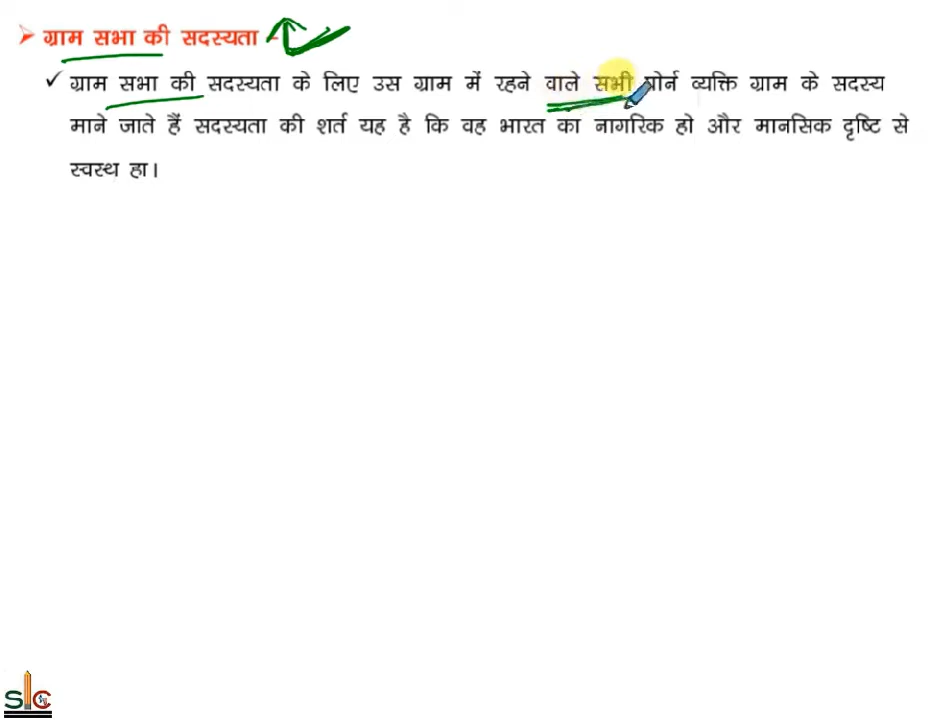 ग्राम सभा की सदस्यता -
ग्राम सभा की सदस्यता के लिए उस ग्राम में रहने वाले सभी प्रोर्न व्यक्ति ग्राम के सदस्य
माने जाते हैं सदस्यता की शर्त यह है कि वह भारत का नागरिक हो और मानसिक दृष्टि से
स्वस्थ हा।
SLC